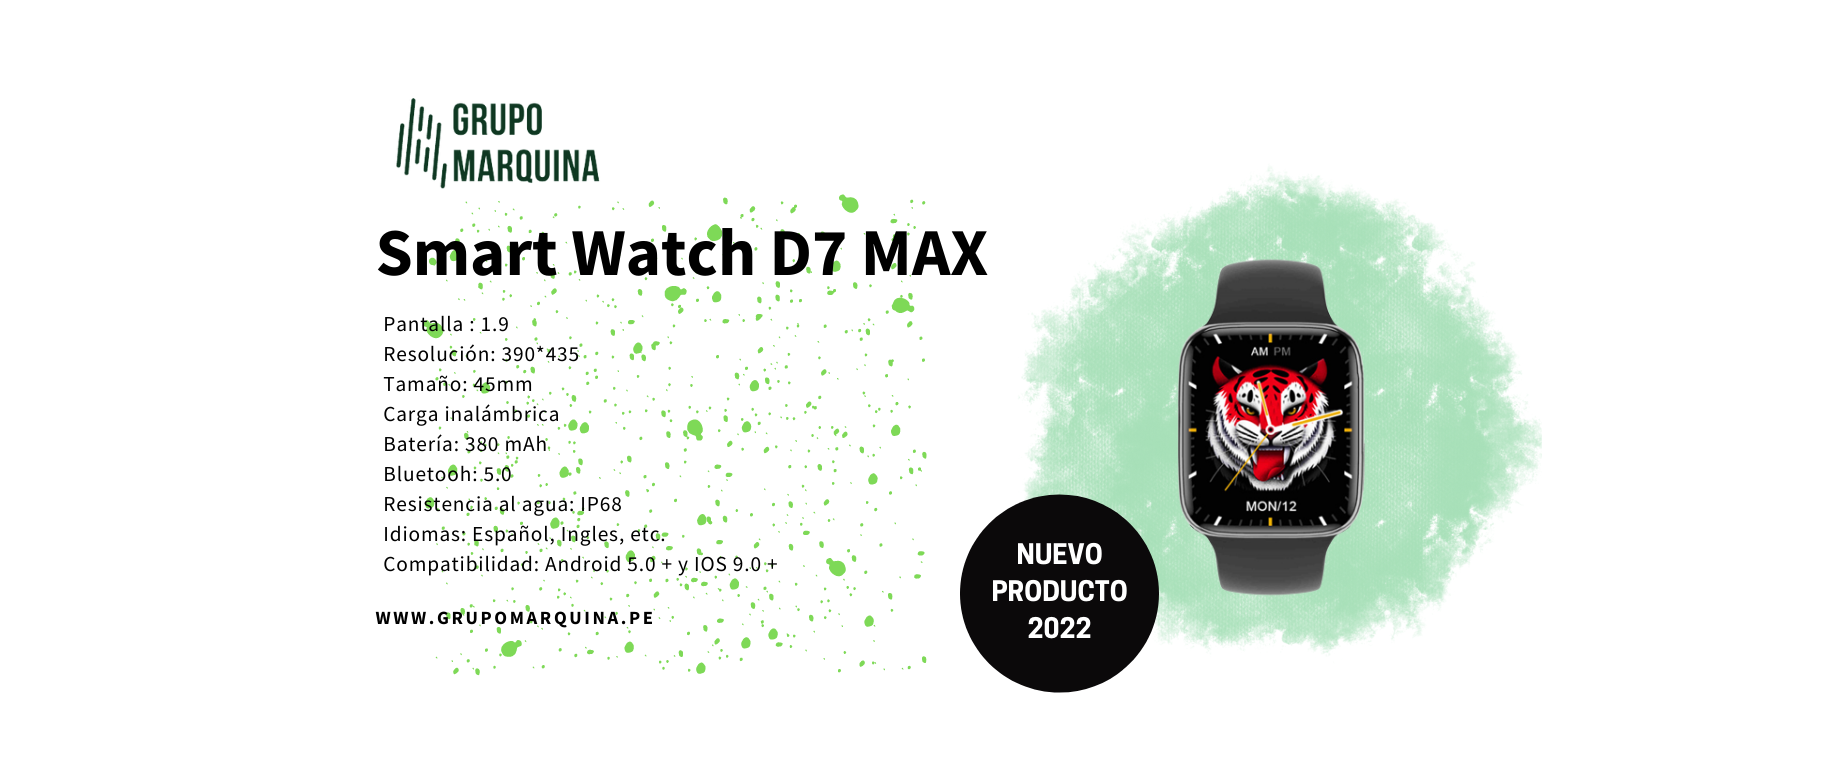 GRUPO
MARQUINA
Smart Watch D7 MAX
Pantalla : 1.9
Resolución: 390*435
Tamaño: 45mm
Carga inalámbrica
Batería: 380 mAh
Bluetooh: 5.0
Resistencia al agua: IP68
Idiomas: Español, Ingles, etc.
Compatibilidad: Android 5.0 + y IOS 9.0 +
WWW.GRUPOMARQUINA.PE
NUEVO
PRODUCTO
2022
AM PM
MON/12